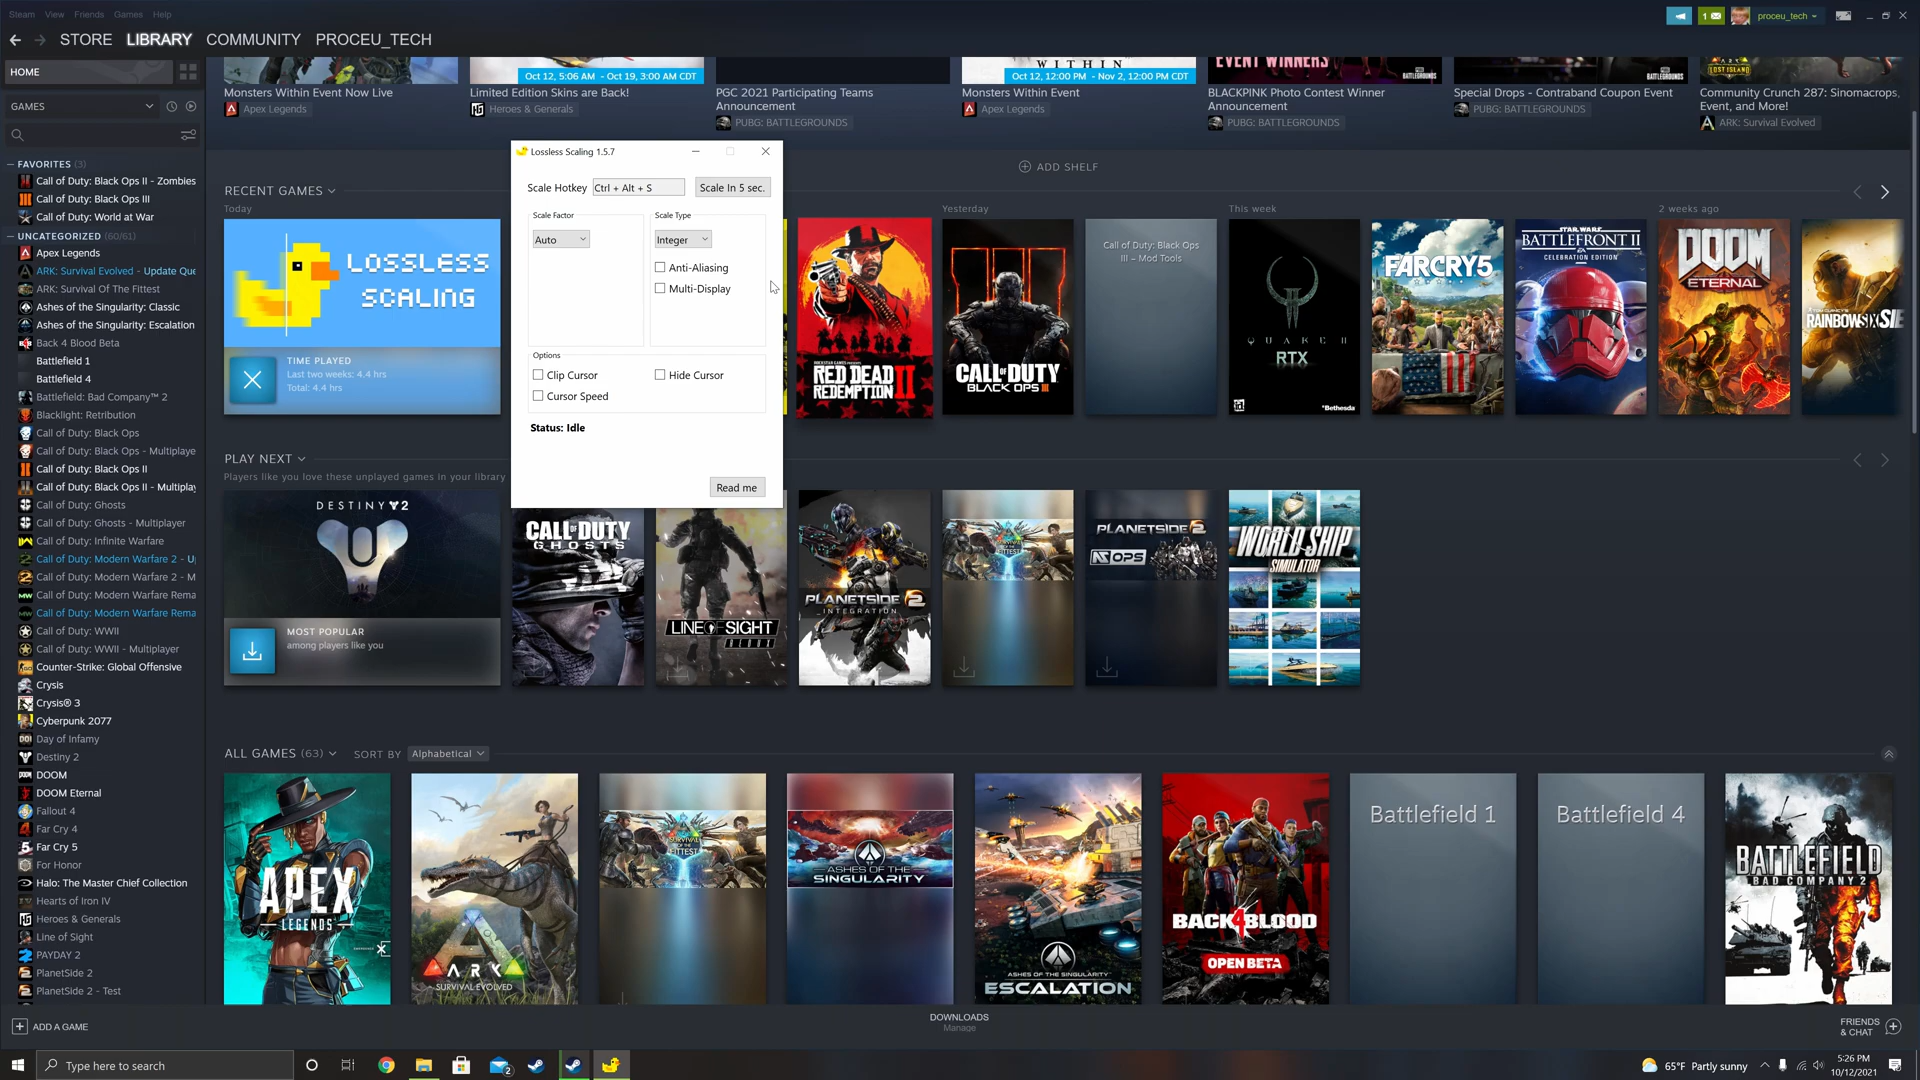 Steam View Friends Games Help
1
proceu_tech
STORE LIBRARY COMMUNITY PROCEU_TECH
HOME
GAMES
FAVORITES (3)
Call of Duty: Black Ops II - Zombies
Call of Duty: Black Ops III
Call of Duty: World at War
UNCATEGORIZED (60/61)
Apex Legends
ARK: Survival Evolved - Update Que
ARK: Survival Of The Fittest
Ashes of the Singularity: Classic
Ashes of the Singularity: Escalation
Back 4 Blood Beta
Battlefield 1
Battlefield 4
Battlefield: Bad Company™ 2
Blacklight: Retribution
Call of Duty: Black Ops
Call of Duty: Black Ops - Multiplaye
Call of Duty: Black Ops II
Call of Duty: Black Ops II - Multiplay
Call of Duty: Ghosts
Call of Duty: Ghosts - Multiplayer
Call of Duty: Infinite Warfare
Call of Duty: Modern Warfare 2 - U
Call of Duty: Modern Warfare 2 - M
Call of Duty: Modern Warfare Rema
Call of Duty: Modern Warfare Rema
Call of Duty: WWII
Call of Duty: WWII - Multiplayer
Counter-Strike: Global Offensive
Crysis
Crysis® 3
Cyberpunk 2077
Day of Infamy
Destiny 2
DOOM
DOOM Eternal
Fallout 4
Far Cry 4
Far Cry 5
For Honor
Halo: The Master Chief Collection
Hearts of Iron IV
Heroes & Generals
Line of Sight
PAYDAY 2
PlanetSide 2
PlanetSide 2 - Test
ADD A GAME
Monsters Within Event Now Live
Apex Legends
Oct 12, 5:06 AM - Oct 19, 3:00 AM CDT
Limited Edition Skins are Back!
Heroes & Generals
PGC 2021 Participating Teams
Announcement
PUBG: BATTLEGROUNDS
WITHIN
Oct 12, 12:00 PM - Nov 2, 12:00 PM CDT
Monsters Within Event
Apex Legends
EVENT WINNERS
BLACKPINK Photo Contest Winner
Announcement
PUBG: BATTLEGROUNDS
Special Drops - Contraband Coupon Event
PUBG: BATTLEGROUNDS
LOST ISLAND
Community Crunch 287: Sinomacrops,
Event, and More!
ARK: Survival Evolved
ADD SHELF
RECENT GAMES
Today
LOSSLESS
SCALING
TIME PLAYED
Last two weeks: 4.4 hrs
Total: 4.4 hrs
Lossless Scaling 1.5.7
Scale Hotkey Ctrl + Alt + S Scale In 5 sec.
Scale Factor
Auto
Scale Type
Integer
Anti-Aliasing
Multi-Display
Options
Clip Cursor Hide Cursor
Cursor Speed
Status: Idle
Read me
RED DEAD
REDEMPTION II
Yesterday
CALL OF DUTY
BLACK OPS III
Call of Duty: Black Ops
III – Mod Tools
This week
QUAKE II
RTX
Bethesda
FARCRY5
STAR WARS
BATTLEFRONT II
CELEBRATION EDITION
2 weeks ago
DOOM
ETERNAL
RAINBOWSIXSIE
PLAY NEXT
Players like you love these unplayed games in your library
DESTINY 2
MOST POPULAR
among players like you
CALL OF DUTY
GHOSTS
LINE OF SIGHT
REDUX
PLANETSIDE 2
INTEGRATION
FITTEST
PLANETSIDE 2
OPS
WORLD SHIP
SIMULATOR
ALL GAMES (63) SORT BY Alphabetical
APEX
LEGENDS
ARK
SURVIVAL EVOLVED
SURVIVAL
OF THE
FITTEST
ASHES OF THE
SINGULARITY
ASHES OF THE SINGULARITY
ESCALATION
BACK 4 BLOOD
OPEN BETA
Battlefield 1
Battlefield 4
BATTLEFIELD
BAD COMPANY 2
DOWNLOADS
Manage
FRIENDS
& CHAT
Type here to search
2
65°F Partly sunny
5:26 PM
10/12/2021